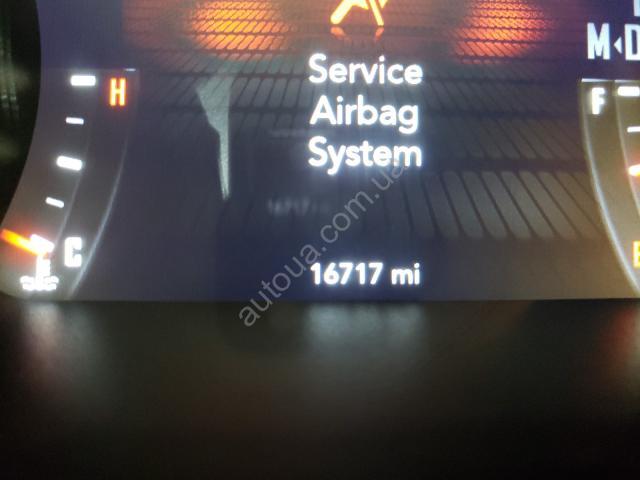 M◂D
H
F
Service
Airbag
System
C
E
16717 mi
autoua.com.ua